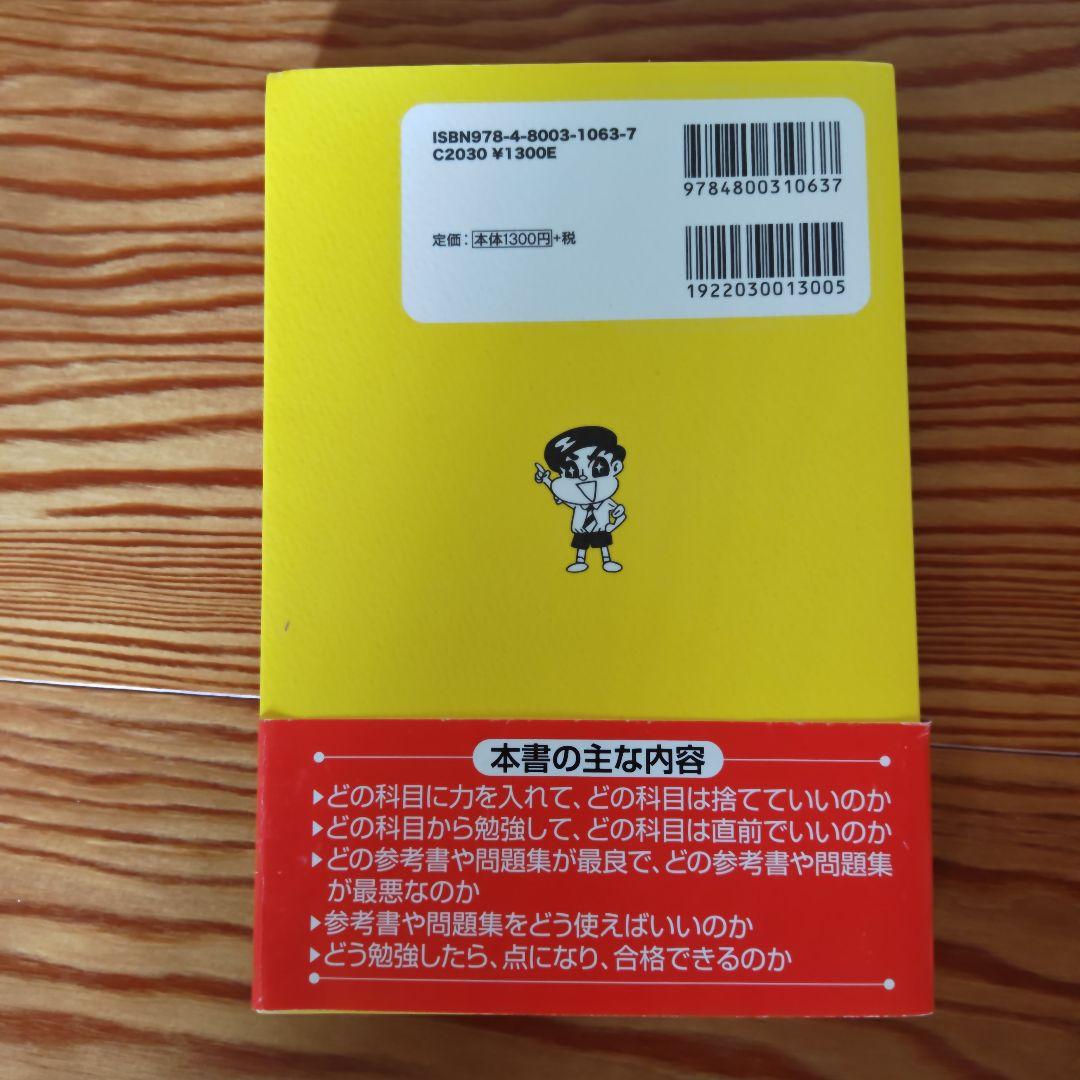 ISBN978-4-8003-1063-7
C2030 ¥1300E
9784800310637
定価：本体1300円+税
1922030013005
本書の主な内容
▶どの科目に力を入れて、どの科目は捨てていいのか
▶どの科目から勉強して、どの科目は直前でいいのか
▶どの参考書や問題集が最良で、どの参考書や問題集
が最悪なのか
▶参考書や問題集をどう使えばいいのか
▶どう勉強したら、点になり、合格できるのか